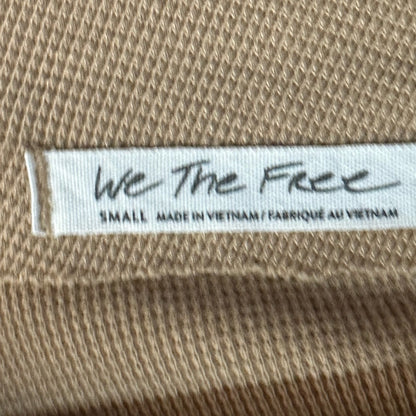 We The Free
SMALL MADE IN VIETNAM / FABRIQUÉ AU VIETNAM